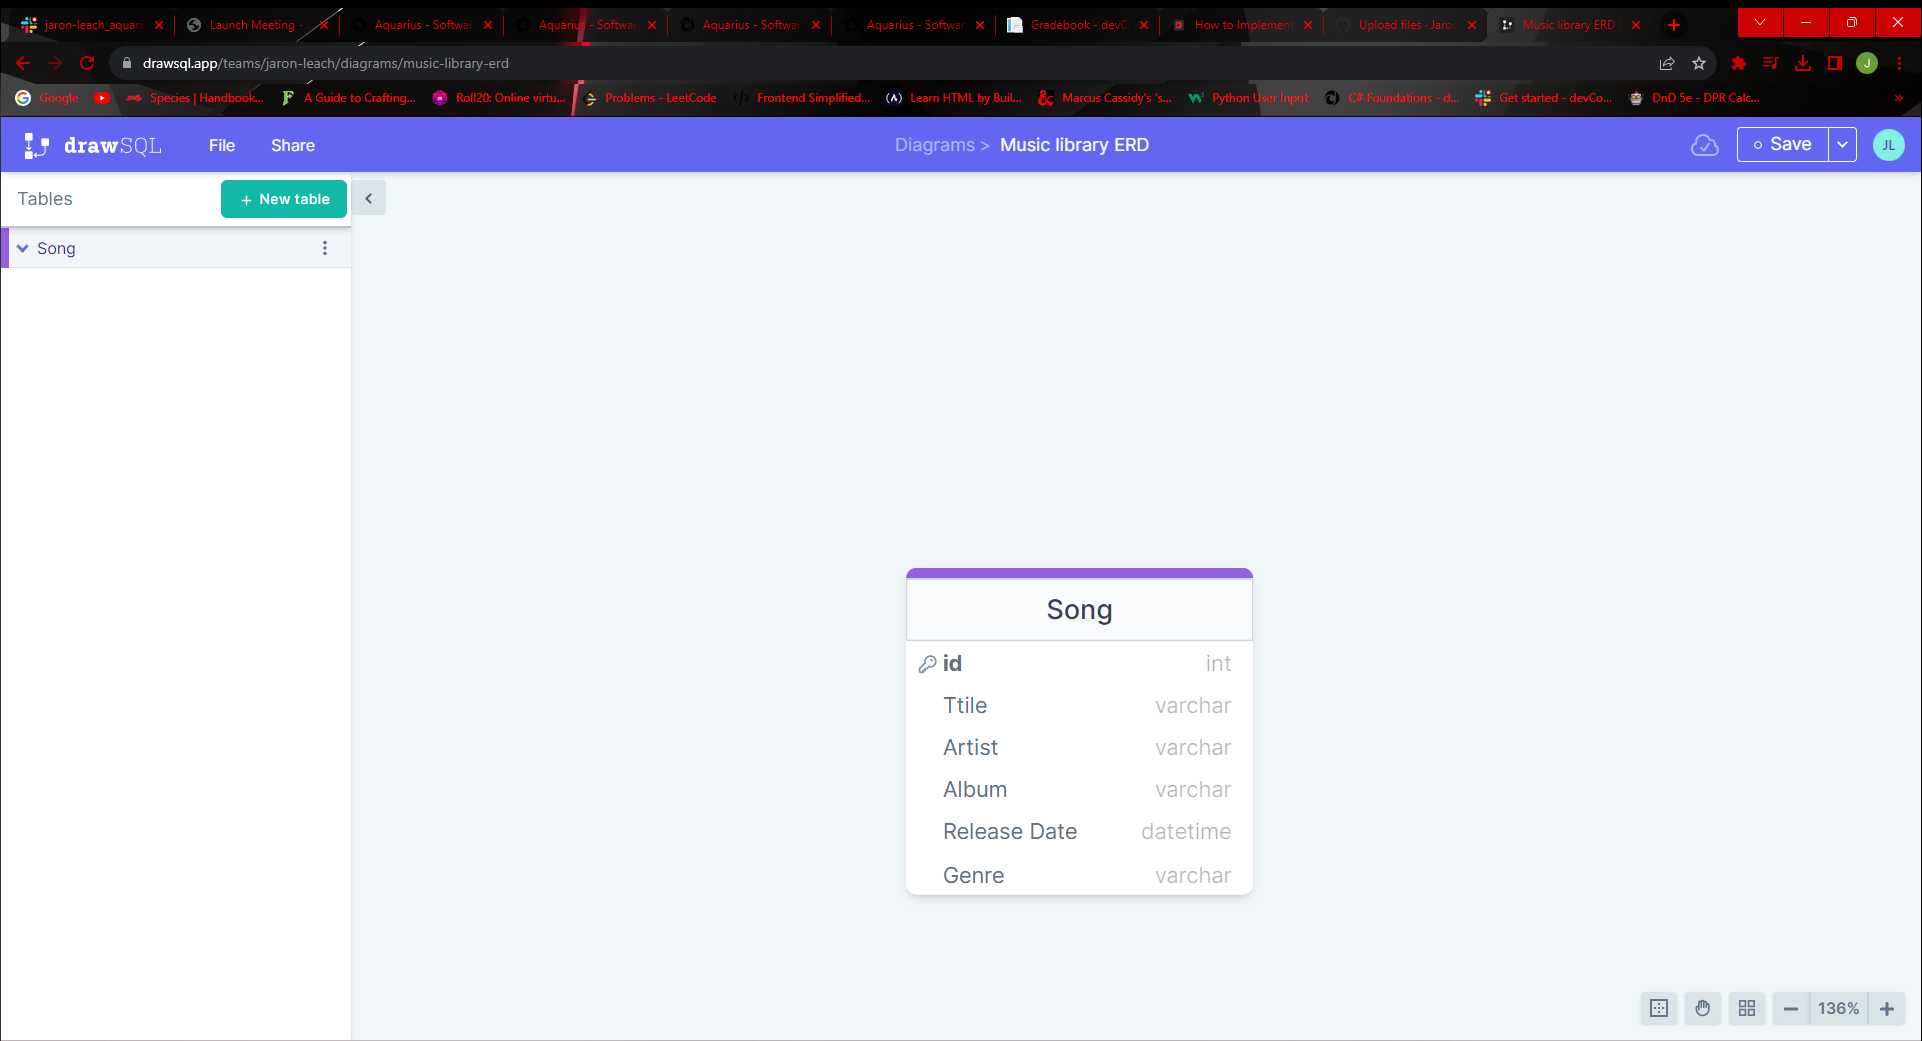 jaron-leach_aquari
Launch Meeting -
Aquarius - Softwar
Aquarius - Softwar
Aquarius - Softwar
Aquarius - Softwar
Gradebook - devC
How to Implement
Upload files · Jaro
Music library ERD
drawsql.app/teams/jaron-leach/diagrams/music-library-erd
J
Google
Species | Handbook...
A Guide to Crafting...
Roll20: Online virtu...
Problems - LeetCode
Frontend Simplified...
Learn HTML by Buil...
Marcus Cassidy's 's...
Python User Input
C# Foundations - d...
Get started - devCo...
DnD 5e - DPR Calc...
drawSQL
File
Share
Diagrams > Music library ERD
Save
JL
Tables
+ New table
Song
Song
id int
Ttile varchar
Artist varchar
Album varchar
Release Date datetime
Genre varchar
136%